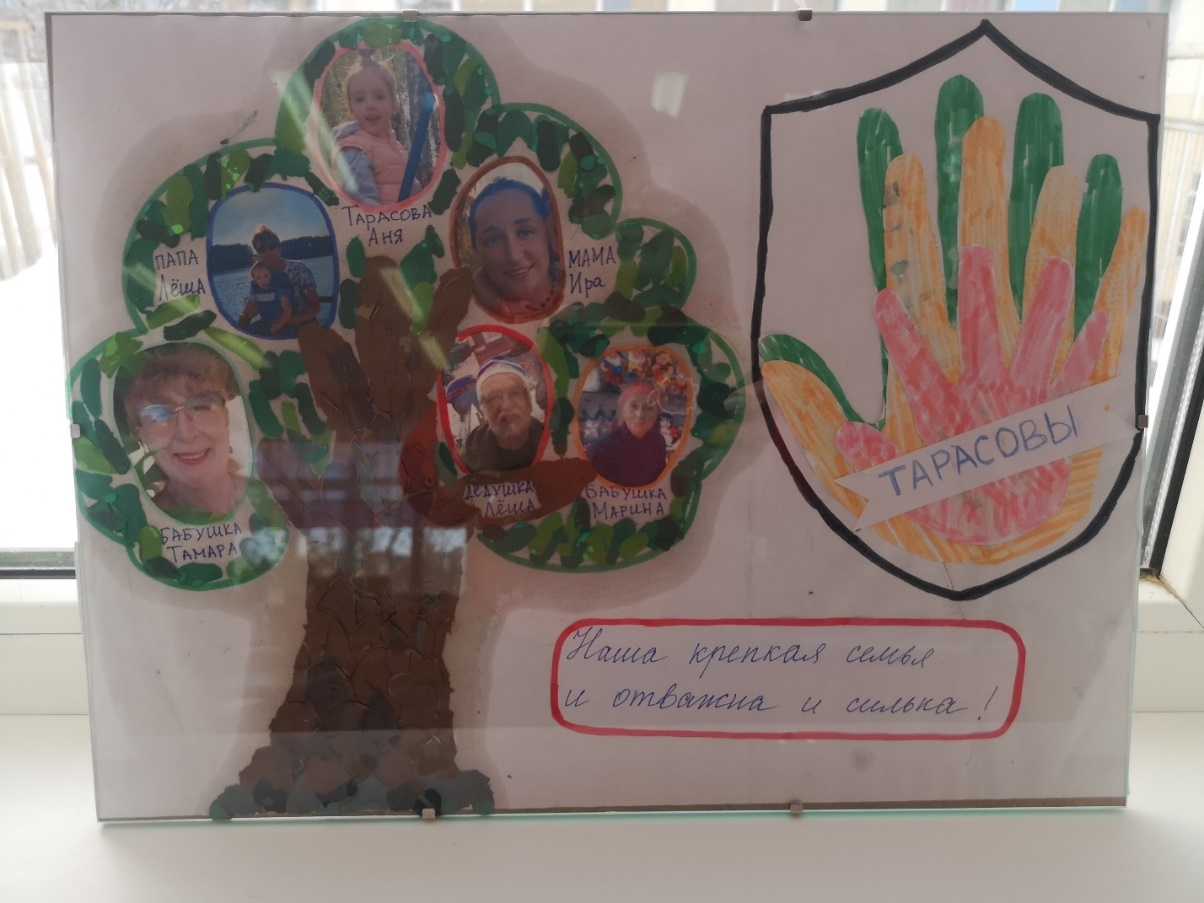 Тарасова
Аня
ПАПА
Лёша
МАМА
Ира
БАБУШКА
ТАМАРА
ДЕДУШКА
Лёша
БАБУШКА
МАРИНА
ТАРАСОВЫ
Наша крепкая семья
и отважна и сильна!